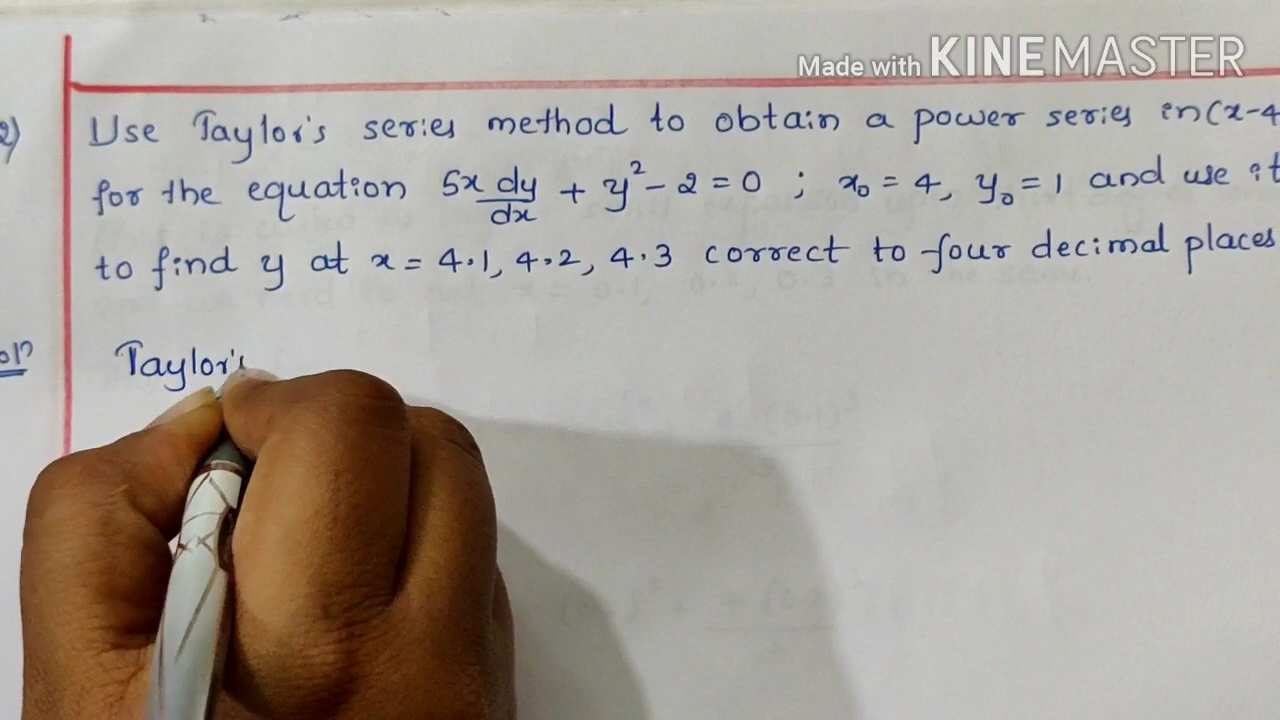 Made with KINEMASTER
2) Use Taylor's series method to obtain a power series in (x-4
for the equation 5x dy/dx + y² - 2 = 0 ; x₀ = 4, y₀ = 1 and use it
to find y at x = 4.1, 4.2, 4.3 correct to four decimal places
Taylor's